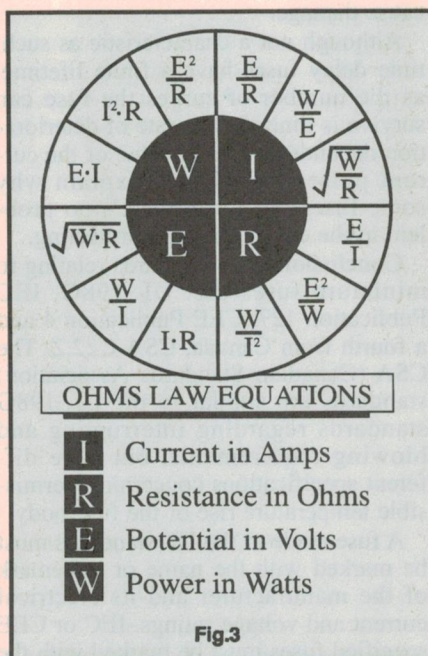 E²/R
E/R
I²·R
W/E
E·I
√(W/R)
W
I
√(W·R)
E
R
E/I
W/I
E²/W
I·R
W/I²
OHMS LAW EQUATIONS
I Current in Amps
R Resistance in Ohms
E Potential in Volts
W Power in Watts
Fig.3